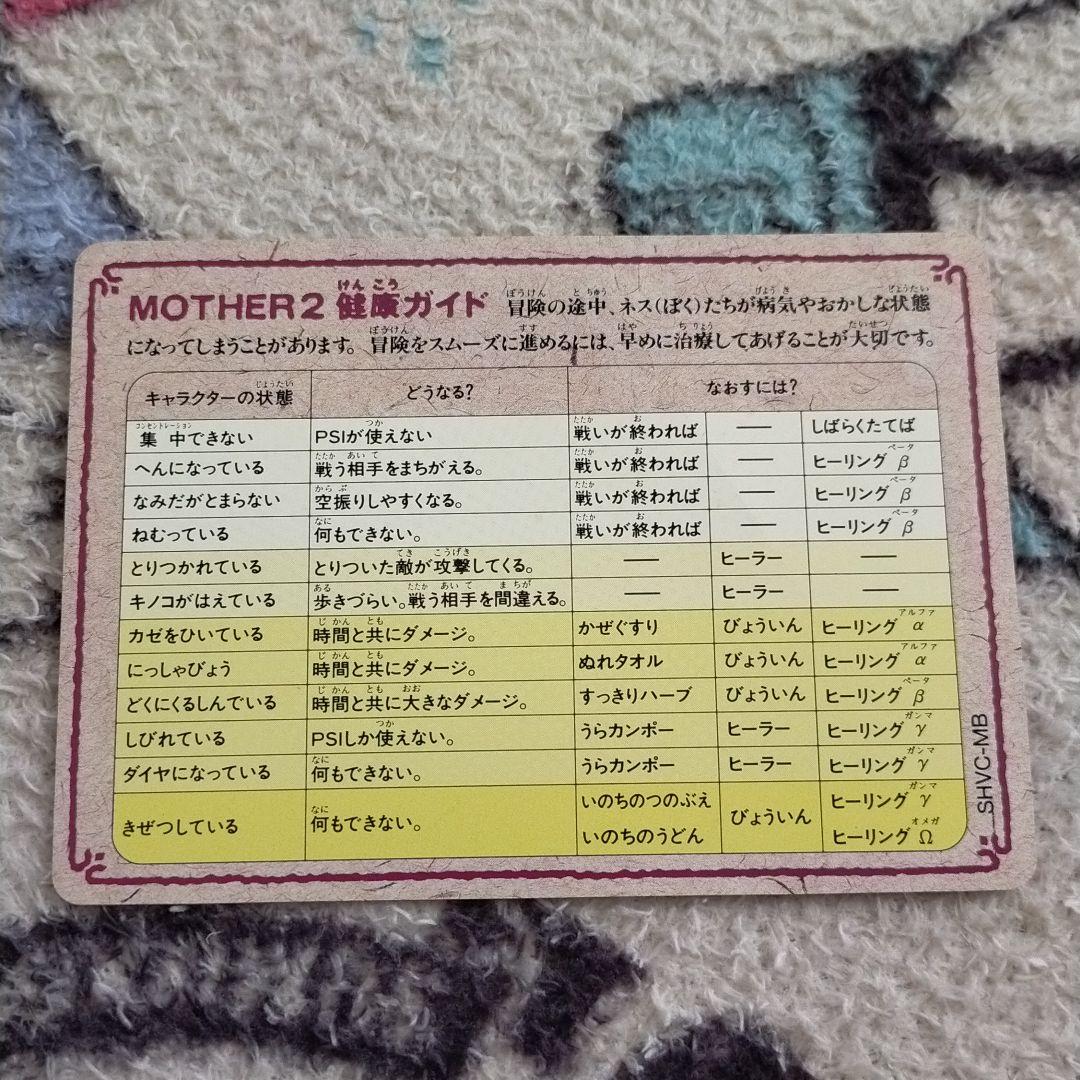 MOTHER2 健康ガイド 冒険の途中、ネス(ぼく)たちが病気やおかしな状態
になってしまうことがあります。冒険をスムーズに進めるには、早めに治療してあげることが大切です。
キャラクターの状態 どうなる? なおすには?
集中できない PSIが使えない 戦いが終われば ― しばらくたてば
へんになっている 戦う相手をまちがえる。 戦いが終われば ― ヒーリングβ
なみだがとまらない 空振りしやすくなる。 戦いが終われば ― ヒーリングβ
ねむっている 何もできない。 戦いが終われば ― ヒーリングβ
とりつかれている とりついた敵が攻撃してくる。 ― ヒーラー ―
キノコがはえている 歩きづらい。戦う相手を間違える。 ― ヒーラー ―
カゼをひいている 時間と共にダメージ。 かぜぐすり びょういん ヒーリングα
にっしゃびょう 時間と共にダメージ。 ぬれタオル びょういん ヒーリングα
どくにくるしんでいる 時間と共に大きなダメージ。 すっきりハーブ びょういん ヒーリングβ
しびれている PSIしか使えない。 うらカンポー ヒーラー ヒーリングγ
ダイヤになっている 何もできない。 うらカンポー ヒーラー ヒーリングγ
きぜつしている 何もできない。 いのちのつのぶえ びょういん ヒーリングγ
いのちのうどん ヒーリングΩ
SHVC-MB